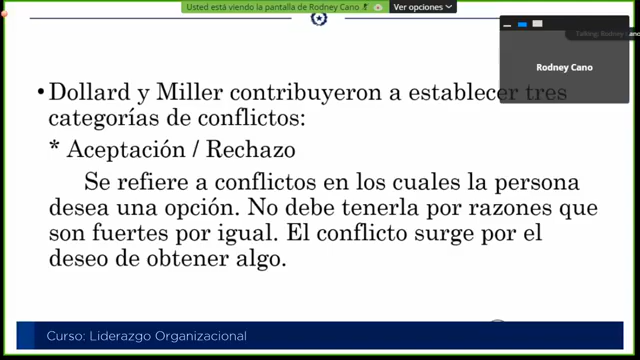 Usted está viendo la pantalla de Rodney Cano
Ver opciones
Talking: Rodney Cano
Rodney Cano
• Dollard y Miller contribuyeron a establecer tres
categorías de conflictos:
* Aceptación / Rechazo
Se refiere a conflictos en los cuales la persona
desea una opción. No debe tenerla por razones que
son fuertes por igual. El conflicto surge por el
deseo de obtener algo.
Curso: Liderazgo Organizacional